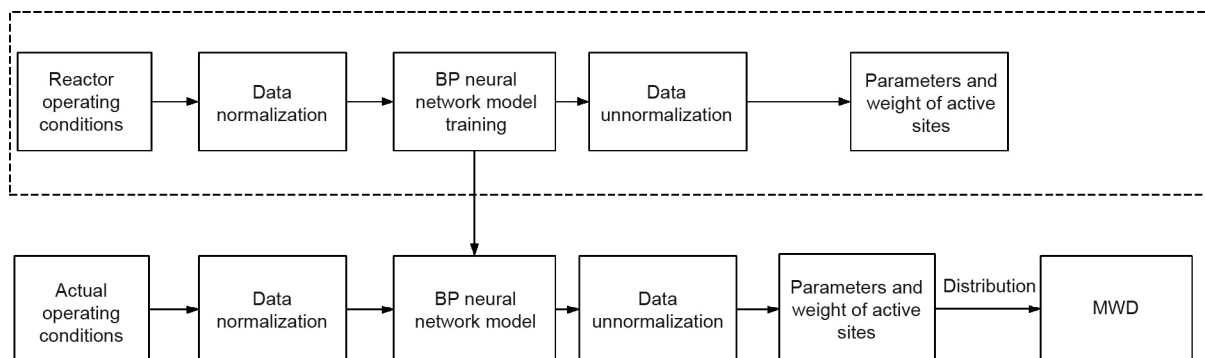 Reactor
operating
conditions
Data
normalization
BP neural
network model
training
Data
unnormalization
Parameters and
weight of active
sites
Actual
operating
conditions
Data
normalization
BP neural
network model
Data
unnormalization
Parameters and
weight of active
sites
Distribution
MWD